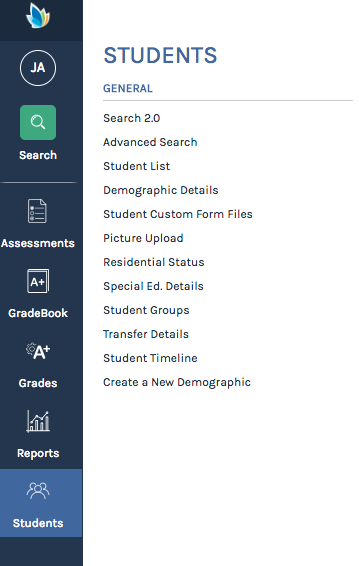 JA
Search
Assessments
A+
GradeBook
A+
Grades
Reports
Students
STUDENTS
GENERAL
Search 2.0
Advanced Search
Student List
Demographic Details
Student Custom Form Files
Picture Upload
Residential Status
Special Ed. Details
Student Groups
Transfer Details
Student Timeline
Create a New Demographic